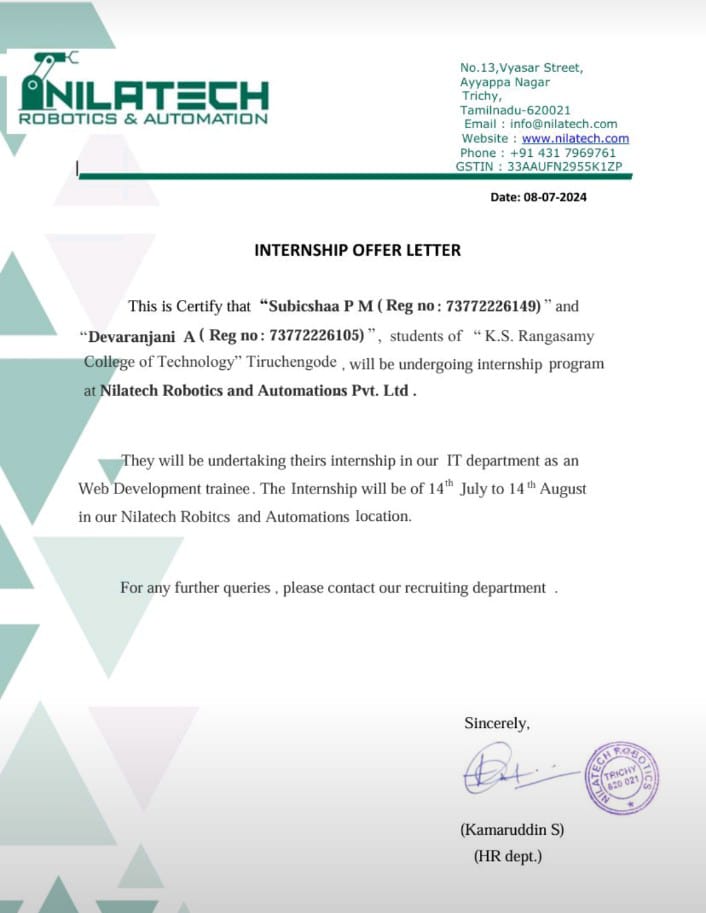 NILATECH
ROBOTICS & AUTOMATION
No.13,Vyasar Street,
Ayyappa Nagar
Trichy,
Tamilnadu-620021
Email : info@nilatech.com
Website : www.nilatech.com
Phone : +91 431 7969761
GSTIN : 33AAUFN2955K1ZP
Date: 08-07-2024
INTERNSHIP OFFER LETTER
This is Certify that “Subicshaa P M ( Reg no : 73772226149) ” and
“Devaranjani A ( Reg no : 73772226105) ”, students of “ K.S. Rangasamy
College of Technology” Tiruchengode , will be undergoing internship program
at Nilatech Robotics and Automations Pvt. Ltd .
They will be undertaking theirs internship in our IT department as an
Web Development trainee. The Internship will be of 14th July to 14th August
in our Nilatech Robitcs and Automations location.
For any further queries , please contact our recruiting department .
Sincerely,
NILATECH ROBOTICS
TRICHY
620 021
(Kamaruddin S)
(HR dept.)